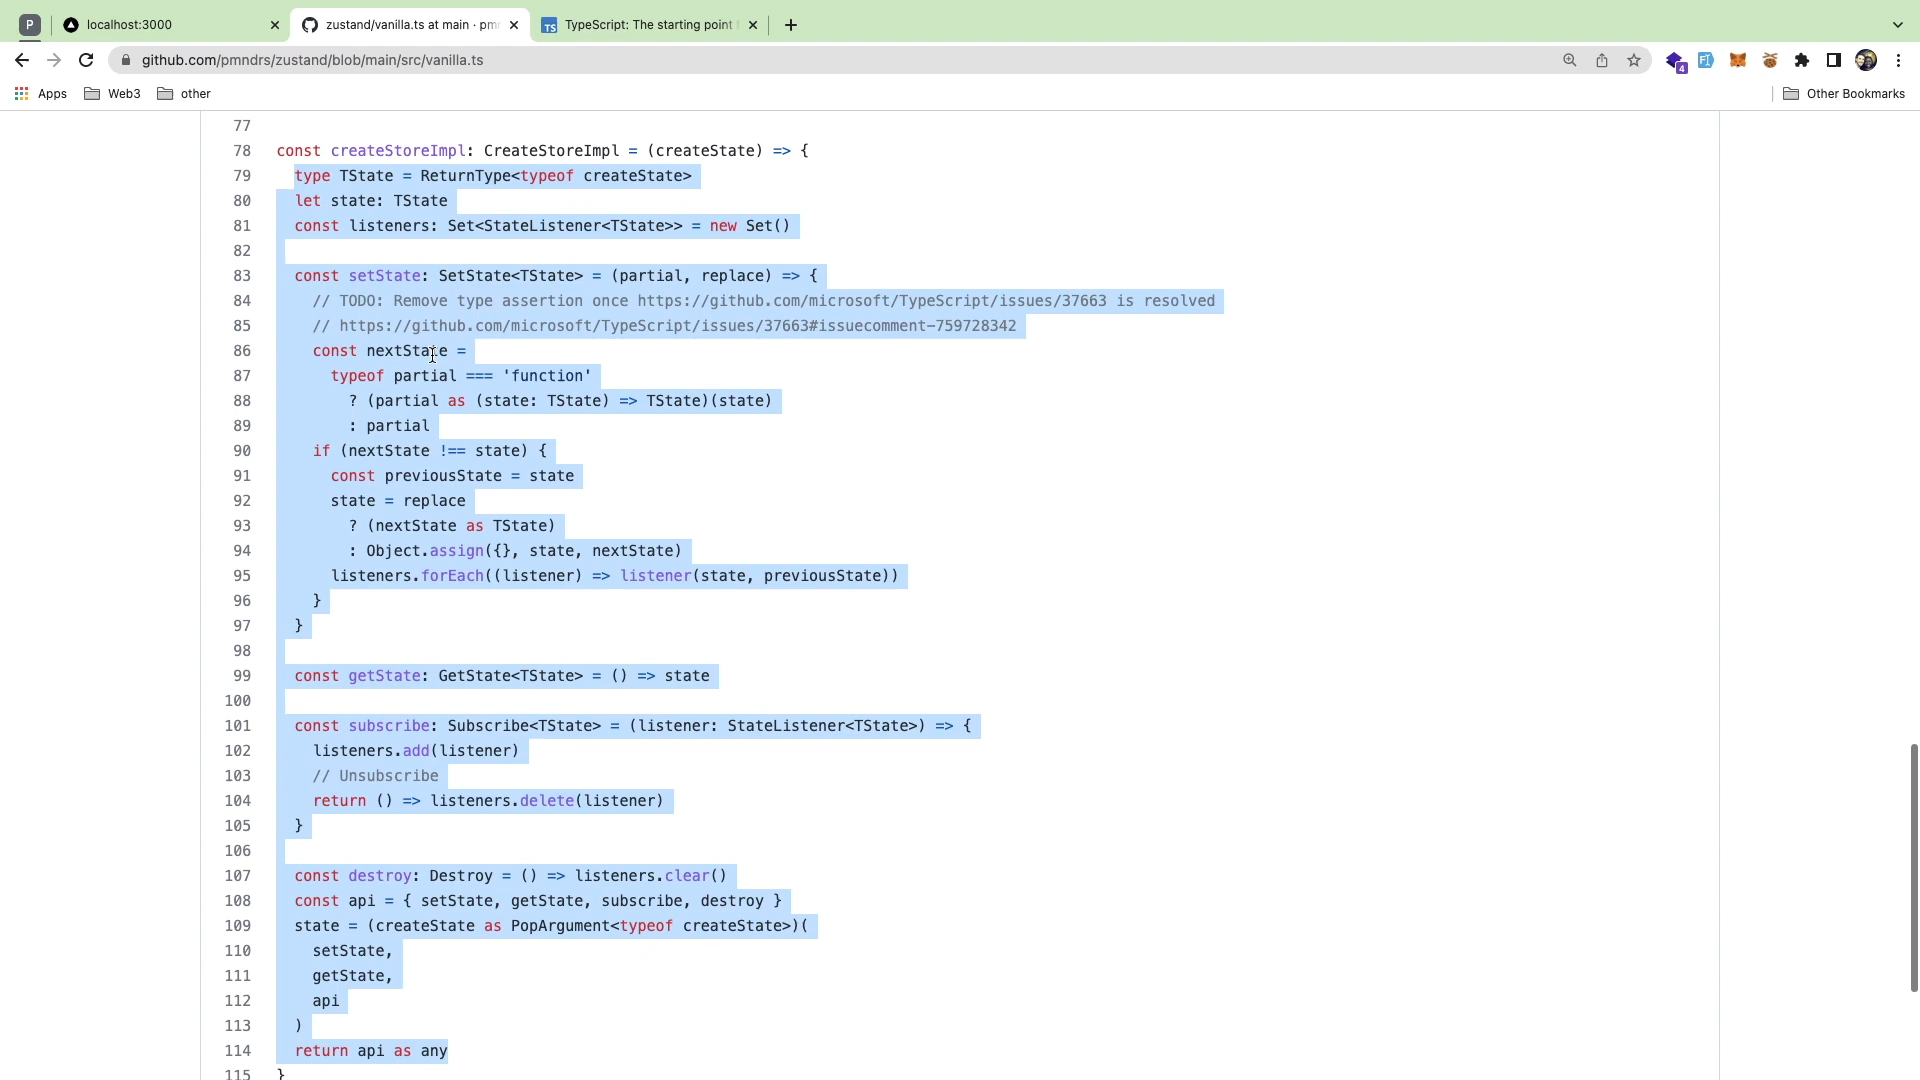 P
localhost:3000
zustand/vanilla.ts at main · pmn
TS
TypeScript: The starting point
github.com/pmndrs/zustand/blob/main/src/vanilla.ts
4
Apps
Web3
other
Other Bookmarks
77
78 const createStoreImpl: CreateStoreImpl = (createState) => {
79 type TState = ReturnType<typeof createState>
80 let state: TState
81 const listeners: Set<StateListener<TState>> = new Set()
82
83 const setState: SetState<TState> = (partial, replace) => {
84 // TODO: Remove type assertion once https://github.com/microsoft/TypeScript/issues/37663 is resolved
85 // https://github.com/microsoft/TypeScript/issues/37663#issuecomment-759728342
86 const nextState =
87 typeof partial === 'function'
88 ? (partial as (state: TState) => TState)(state)
89 : partial
90 if (nextState !== state) {
91 const previousState = state
92 state = replace
93 ? (nextState as TState)
94 : Object.assign({}, state, nextState)
95 listeners.forEach((listener) => listener(state, previousState))
96 }
97 }
98
99 const getState: GetState<TState> = () => state
100
101 const subscribe: Subscribe<TState> = (listener: StateListener<TState>) => {
102 listeners.add(listener)
103 // Unsubscribe
104 return () => listeners.delete(listener)
105 }
106
107 const destroy: Destroy = () => listeners.clear()
108 const api = { setState, getState, subscribe, destroy }
109 state = (createState as PopArgument<typeof createState>)(
110 setState,
111 getState,
112 api
113 )
114 return api as any
115 }